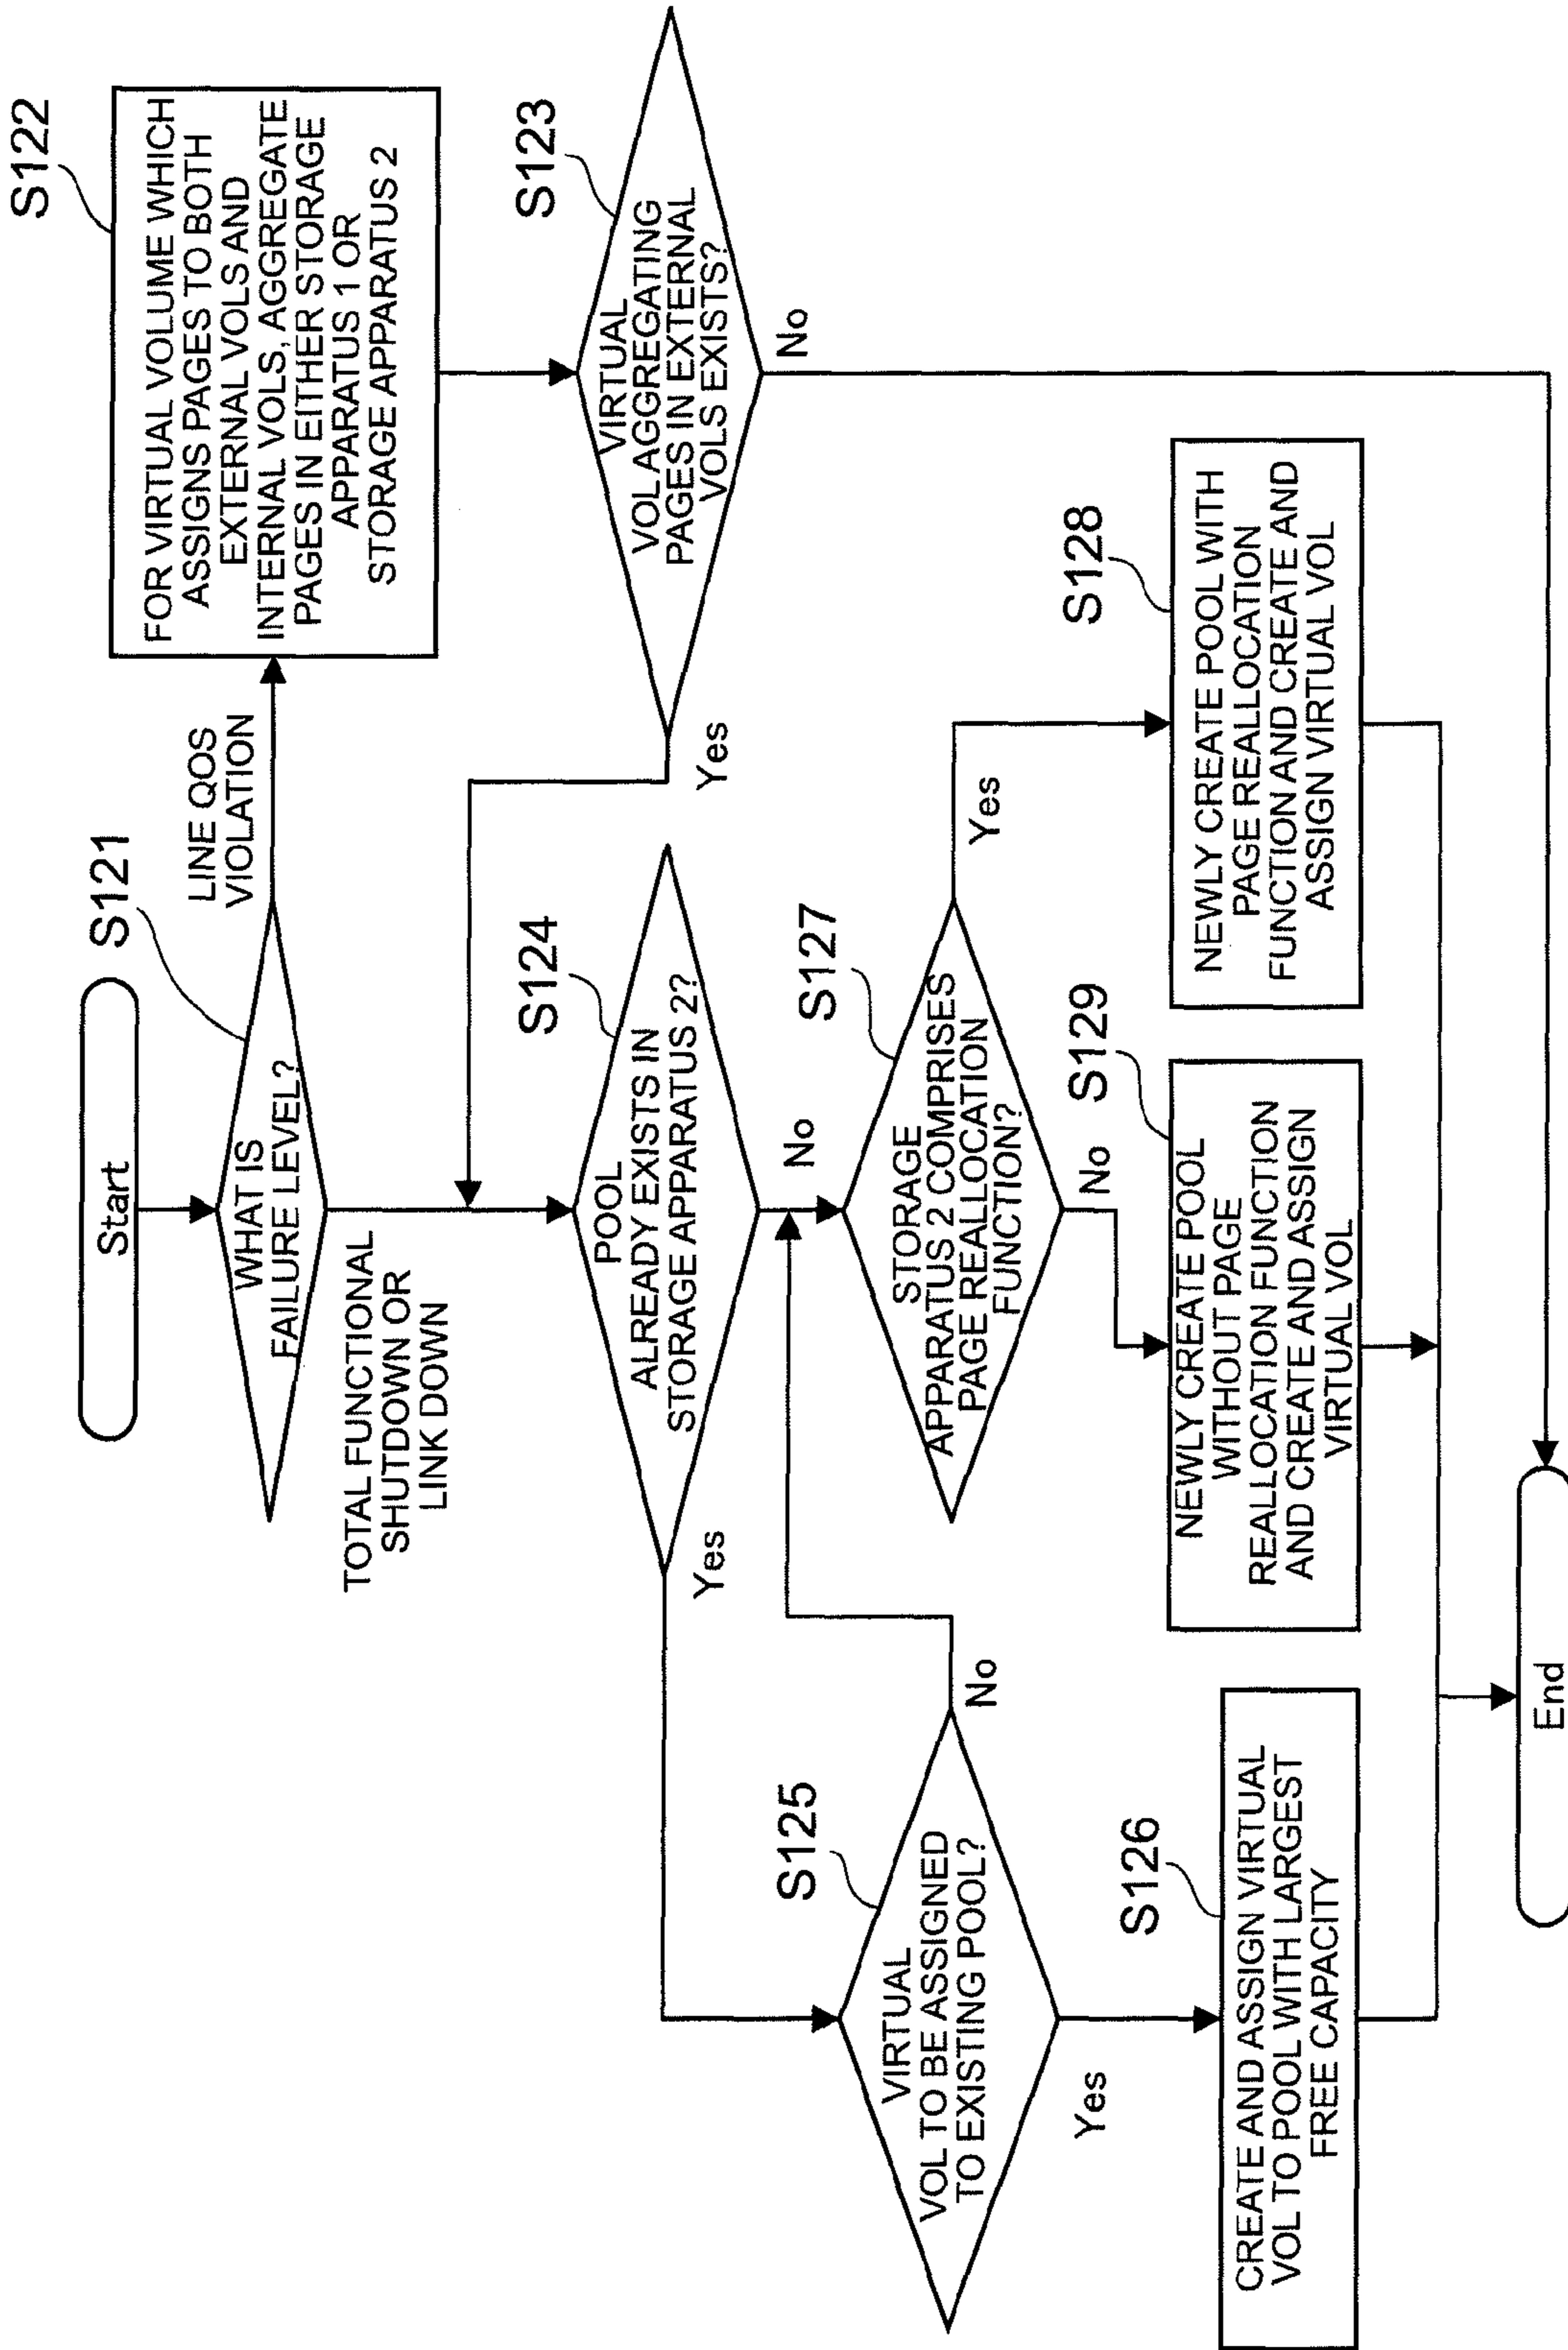 Start
S121
WHAT IS
FAILURE LEVEL?
LINE QOS
VIOLATION
TOTAL FUNCTIONAL
SHUTDOWN OR
LINK DOWN
S122
FOR VIRTUAL VOLUME WHICH
ASSIGNS PAGES TO BOTH
EXTERNAL VOLS AND
INTERNAL VOLS, AGGREGATE
PAGES IN EITHER STORAGE
APPARATUS 1 OR
STORAGE APPARATUS 2
S123
VIRTUAL
VOL AGGREGATING
PAGES IN EXTERNAL
VOLS EXISTS?
Yes
No
S124
POOL
ALREADY EXISTS IN
STORAGE APPARATUS 2?
Yes
No
S125
VIRTUAL
VOL TO BE ASSIGNED
TO EXISTING POOL?
No
Yes
S127
STORAGE
APPARATUS 2 COMPRISES
PAGE REALLOCATION
FUNCTION?
Yes
No
S126
CREATE AND ASSIGN VIRTUAL
VOL TO POOL WITH LARGEST
FREE CAPACITY
S129
NEWLY CREATE POOL
WITHOUT PAGE
REALLOCATION FUNCTION
AND CREATE AND ASSIGN
VIRTUAL VOL
S128
NEWLY CREATE POOL WITH
PAGE REALLOCATION
FUNCTION AND CREATE AND
ASSIGN VIRTUAL VOL
End